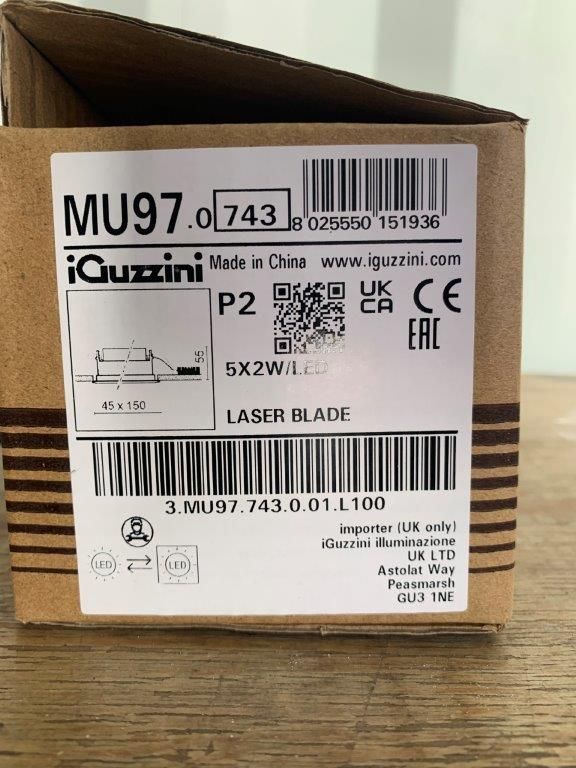 MU97.0 743
8 025550 151936
iGuzzini Made in China www.iguzzini.com
P2
UK
CA
CE
EAC
55
45 x 150
5X2W/LED
LASER BLADE
3.MU97.743.0.01.L100
LED
LED
importer (UK only)
iGuzzini illuminazione
UK LTD
Astolat Way
Peasmarsh
GU3 1NE